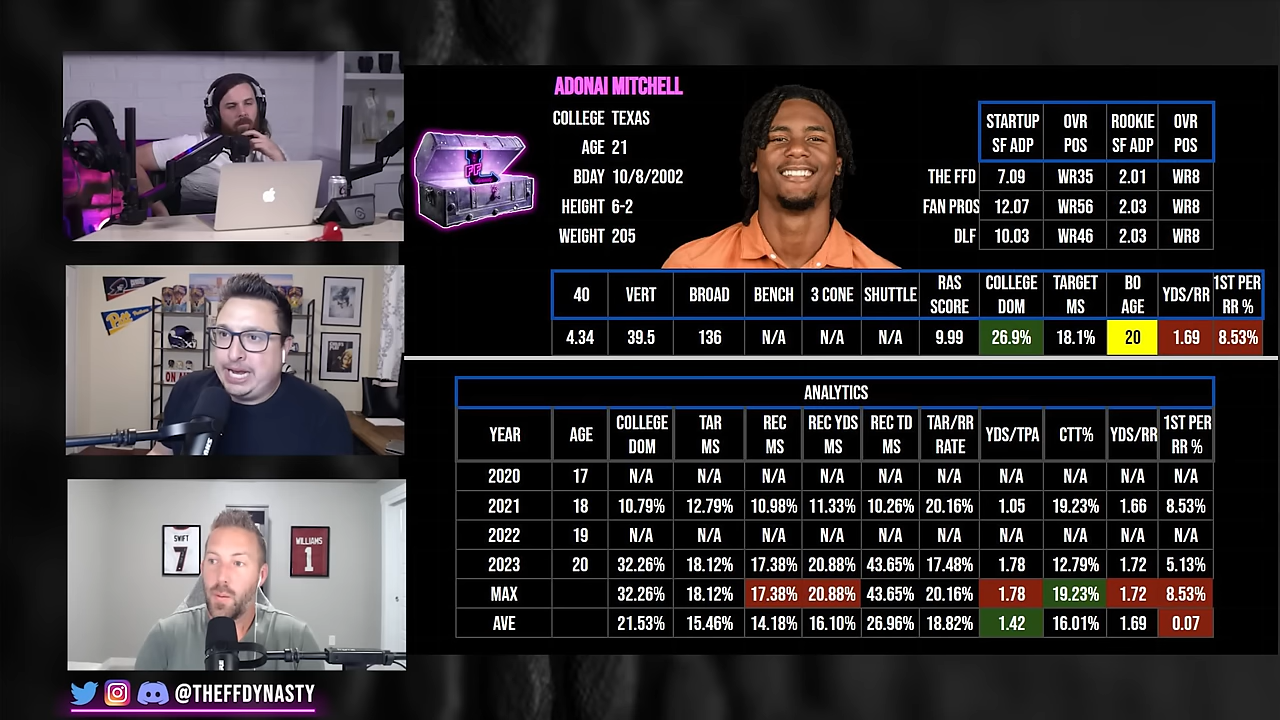 ADONAI MITCHELL
COLLEGE TEXAS
AGE 21
BDAY 10/8/2002
HEIGHT 6-2
WEIGHT 205
STARTUP SF ADP OVR POS ROOKIE SF ADP OVR POS
THE FFD 7.09 WR35 2.01 WR8
FAN PROS 12.07 WR56 2.03 WR8
DLF 10.03 WR46 2.03 WR8
40 VERT BROAD BENCH 3 CONE SHUTTLE RAS SCORE COLLEGE DOM TARGET MS BO AGE YDS/RR 1ST PER RR %
4.34 39.5 136 N/A N/A N/A 9.99 26.9% 18.1% 20 1.69 8.53%
ANALYTICS
YEAR AGE COLLEGE DOM TAR MS REC MS REC YDS MS REC TD MS TAR/RR RATE YDS/TPA CTT% YDS/RR 1ST PER RR %
2020 17 N/A N/A N/A N/A N/A N/A N/A N/A N/A N/A
2021 18 10.79% 12.79% 10.98% 11.33% 10.26% 20.16% 1.05 19.23% 1.66 8.53%
2022 19 N/A N/A N/A N/A N/A N/A N/A N/A N/A N/A
2023 20 32.26% 18.12% 17.38% 20.88% 43.65% 17.48% 1.78 12.79% 1.72 5.13%
MAX 32.26% 18.12% 17.38% 20.88% 43.65% 20.16% 1.78 19.23% 1.72 8.53%
AVE 21.53% 15.46% 14.18% 16.10% 26.96% 18.82% 1.42 16.01% 1.69 0.07
FF
Pitt
ON AI
SWIFT
7
WILLIAMS
1
@THEFFDYNASTY